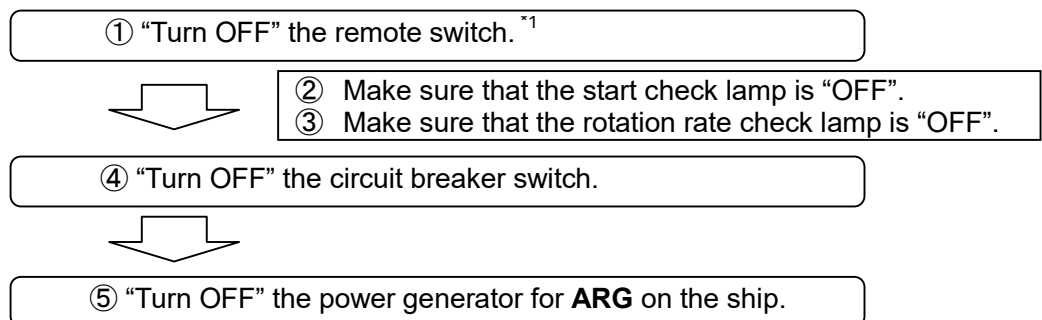 ① “Turn OFF” the remote switch. *1
② Make sure that the start check lamp is “OFF”.
③ Make sure that the rotation rate check lamp is “OFF”.
④ “Turn OFF” the circuit breaker switch.
⑤ “Turn OFF” the power generator for ARG on the ship.